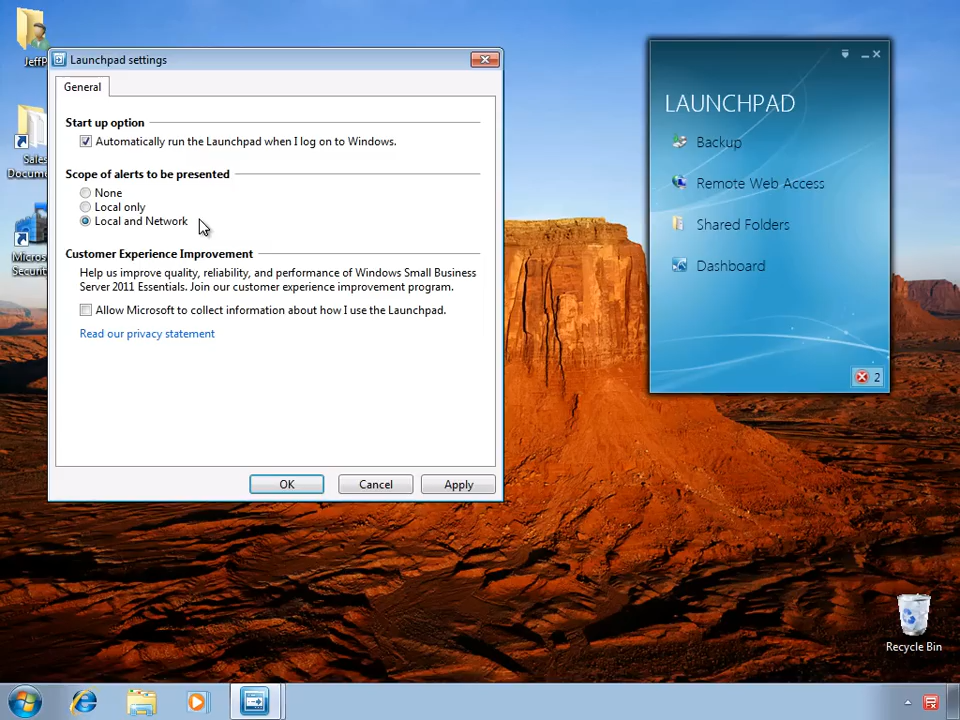 JeffP
Sales
Docum
Micros
Securit
Launchpad settings
General
Start up option
Automatically run the Launchpad when I log on to Windows.
Scope of alerts to be presented
None
Local only
Local and Network
Customer Experience Improvement
Help us improve quality, reliability, and performance of Windows Small Business
Server 2011 Essentials. Join our customer experience improvement program.
Allow Microsoft to collect information about how I use the Launchpad.
Read our privacy statement
OK Cancel Apply
LAUNCHPAD
Backup
Remote Web Access
Shared Folders
Dashboard
2
Recycle Bin